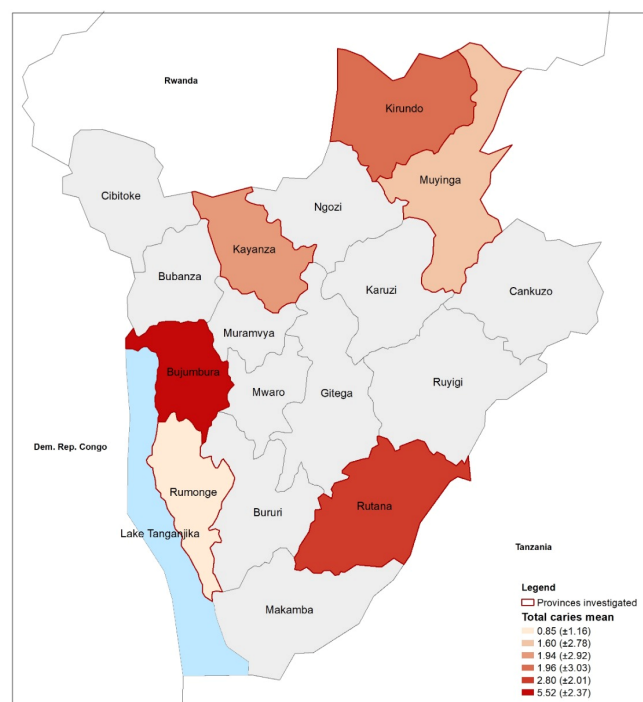 Rwanda
Kirundo
Muyinga
Cibitoke
Ngozi
Kayanza
Bubanza
Karuzi
Cankuzo
Muramvya
Bujumbura
Mwaro
Gitega
Ruyigi
Dem. Rep. Congo
Rumonge
Bururi
Rutana
Lake Tanganjika
Tanzania
Makamba
Legend
Provinces investigated
Total caries mean
0.85 (±1.16)
1.60 (±2.78)
1.94 (±2.92)
1.96 (±3.03)
2.80 (±2.01)
5.52 (±2.37)